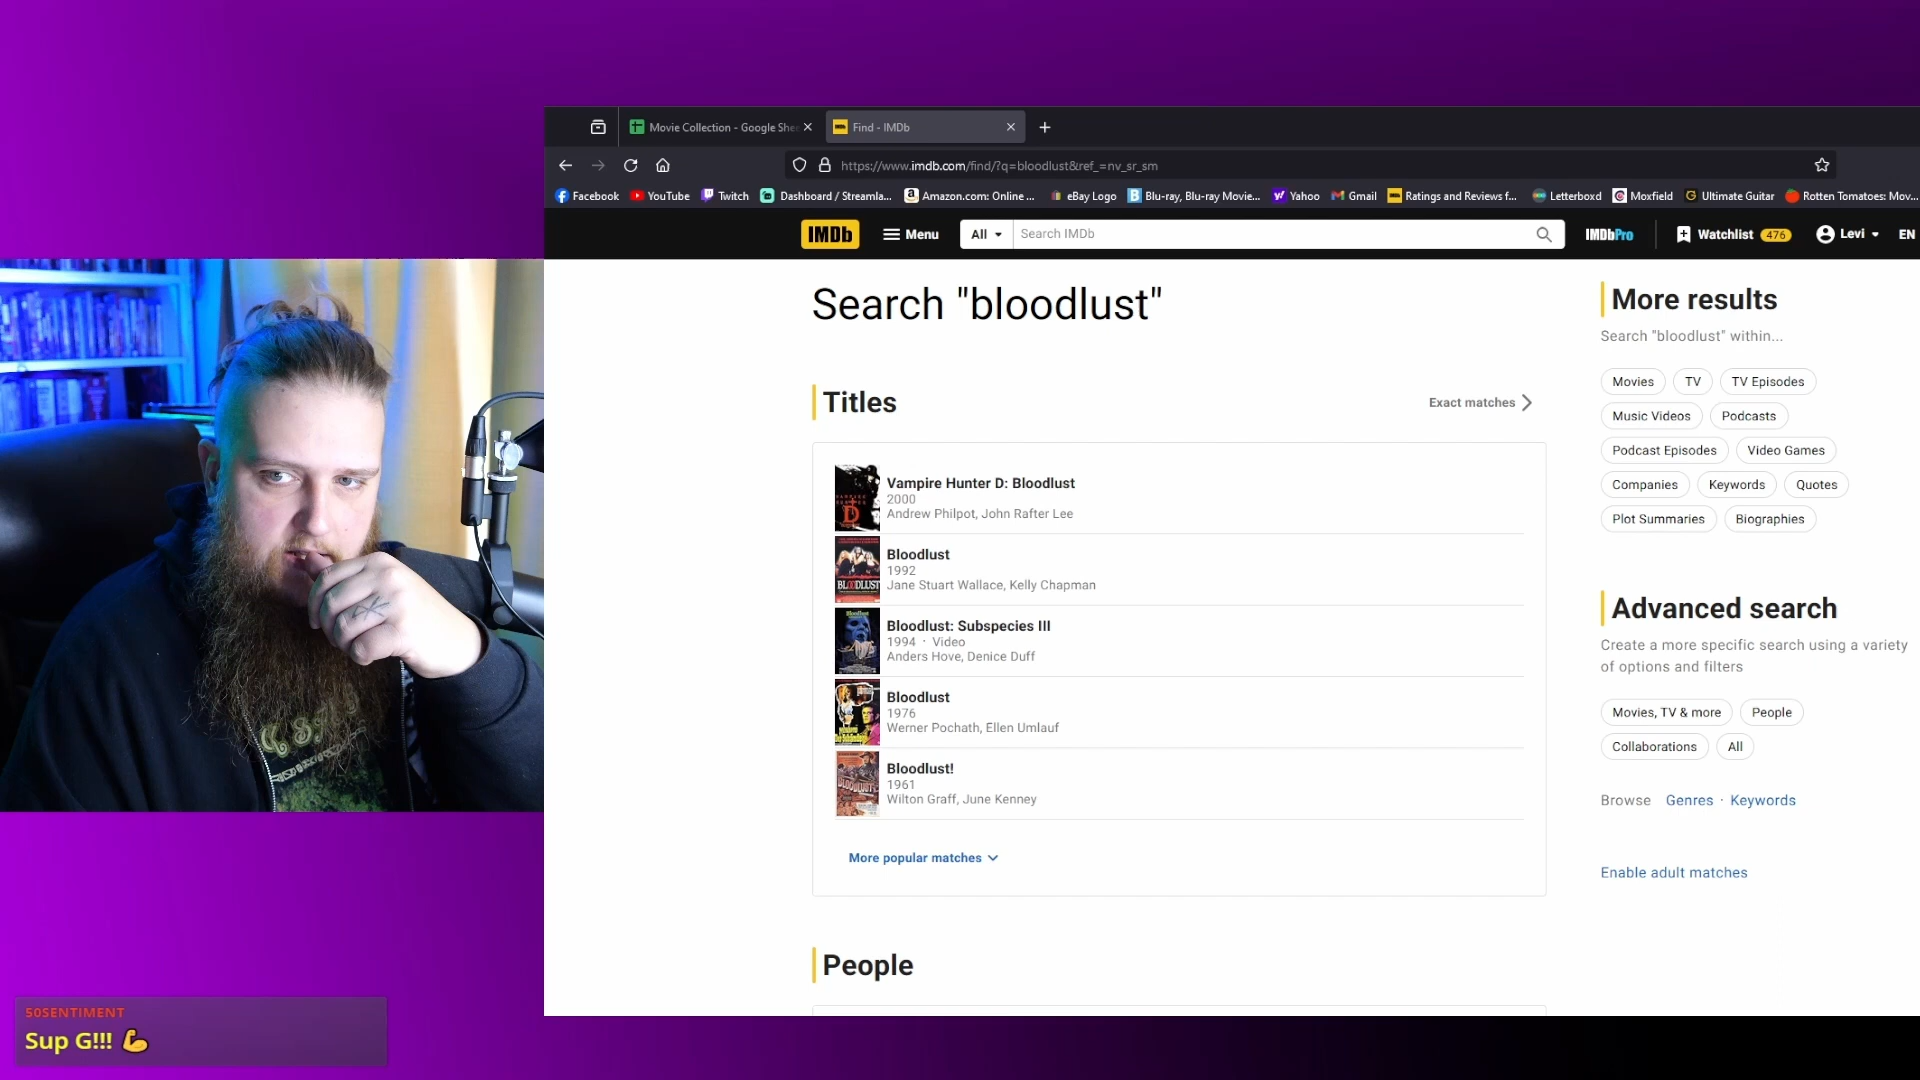 Movie Collection - Google She
Find - IMDb
https://www.imdb.com/find/?q=bloodlust&ref_=nv_sr_sm
Facebook
YouTube
Twitch
Dashboard / Streamla...
Amazon.com: Online ...
eBay Logo
Blu-ray, Blu-ray Movie...
Yahoo
Gmail
Ratings and Reviews f...
Letterboxd
Moxfield
Ultimate Guitar
Rotten Tomatoes: Mov...
IMDb
Menu
All
Search IMDb
IMDbPro
Watchlist 476
Levi
EN
Search "bloodlust"
Titles
Exact matches
Vampire Hunter D: Bloodlust
2000
Andrew Philpot, John Rafter Lee
Bloodlust
1992
Jane Stuart Wallace, Kelly Chapman
Bloodlust: Subspecies III
1994 · Video
Anders Hove, Denice Duff
Bloodlust
1976
Werner Pochath, Ellen Umlauf
Bloodlust!
1961
Wilton Graff, June Kenney
More popular matches
People
More results
Search "bloodlust" within...
Movies
TV
TV Episodes
Music Videos
Podcasts
Podcast Episodes
Video Games
Companies
Keywords
Quotes
Plot Summaries
Biographies
Advanced search
Create a more specific search using a variety
of options and filters
Movies, TV & more
People
Collaborations
All
Browse Genres · Keywords
Enable adult matches
50SENTIMENT
Sup G!!! 💪